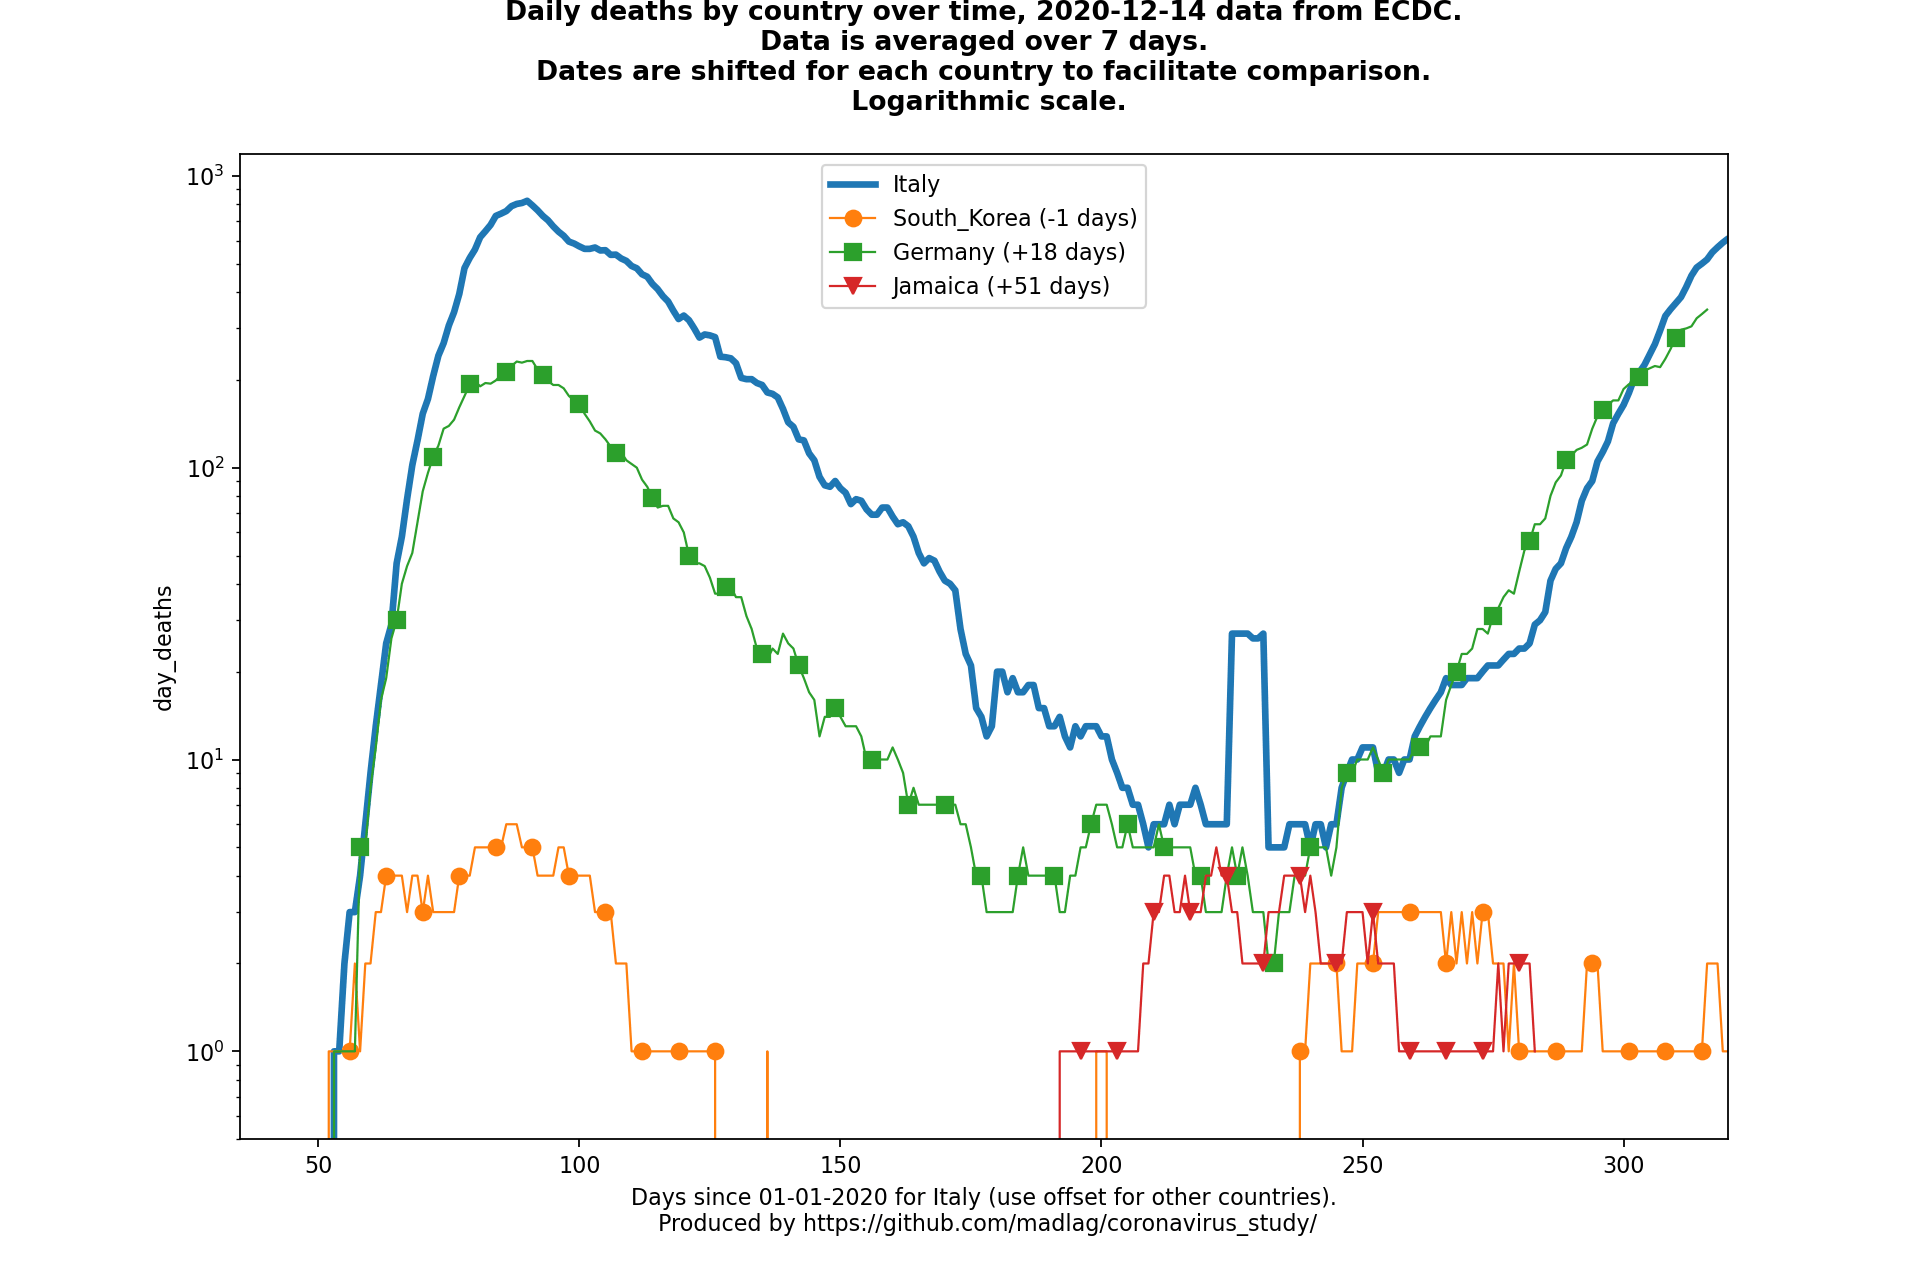 Daily deaths by country over time, 2020-12-14 data from ECDC.
Data is averaged over 7 days.
Dates are shifted for each country to facilitate comparison.
Logarithmic scale.
Italy
South_Korea (-1 days)
Germany (+18 days)
Jamaica (+51 days)
day_deaths
10³
10²
10¹
10⁰
50 100 150 200 250 300
Days since 01-01-2020 for Italy (use offset for other countries).
Produced by https://github.com/madlag/coronavirus_study/